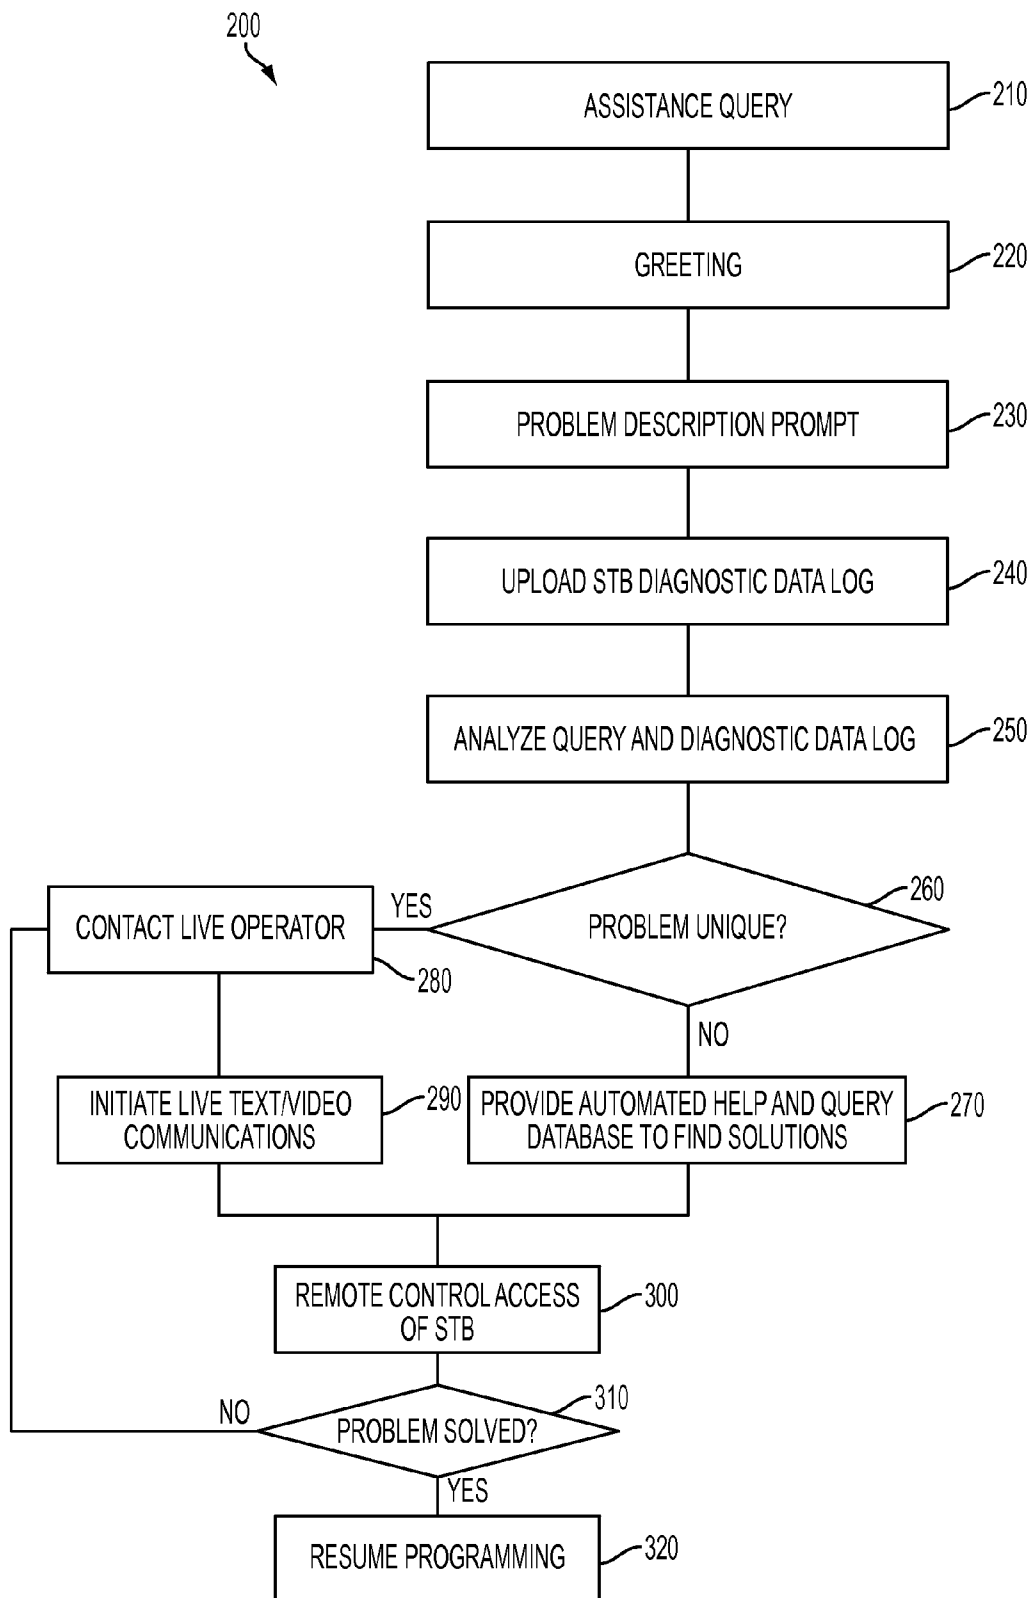 200
ASSISTANCE QUERY
210
GREETING
220
PROBLEM DESCRIPTION PROMPT
230
UPLOAD STB DIAGNOSTIC DATA LOG
240
ANALYZE QUERY AND DIAGNOSTIC DATA LOG
250
PROBLEM UNIQUE?
260
YES
CONTACT LIVE OPERATOR
280
NO
INITIATE LIVE TEXT/VIDEO
COMMUNICATIONS
290
PROVIDE AUTOMATED HELP AND QUERY
DATABASE TO FIND SOLUTIONS
270
REMOTE CONTROL ACCESS
OF STB
300
PROBLEM SOLVED?
310
NO
YES
RESUME PROGRAMMING
320